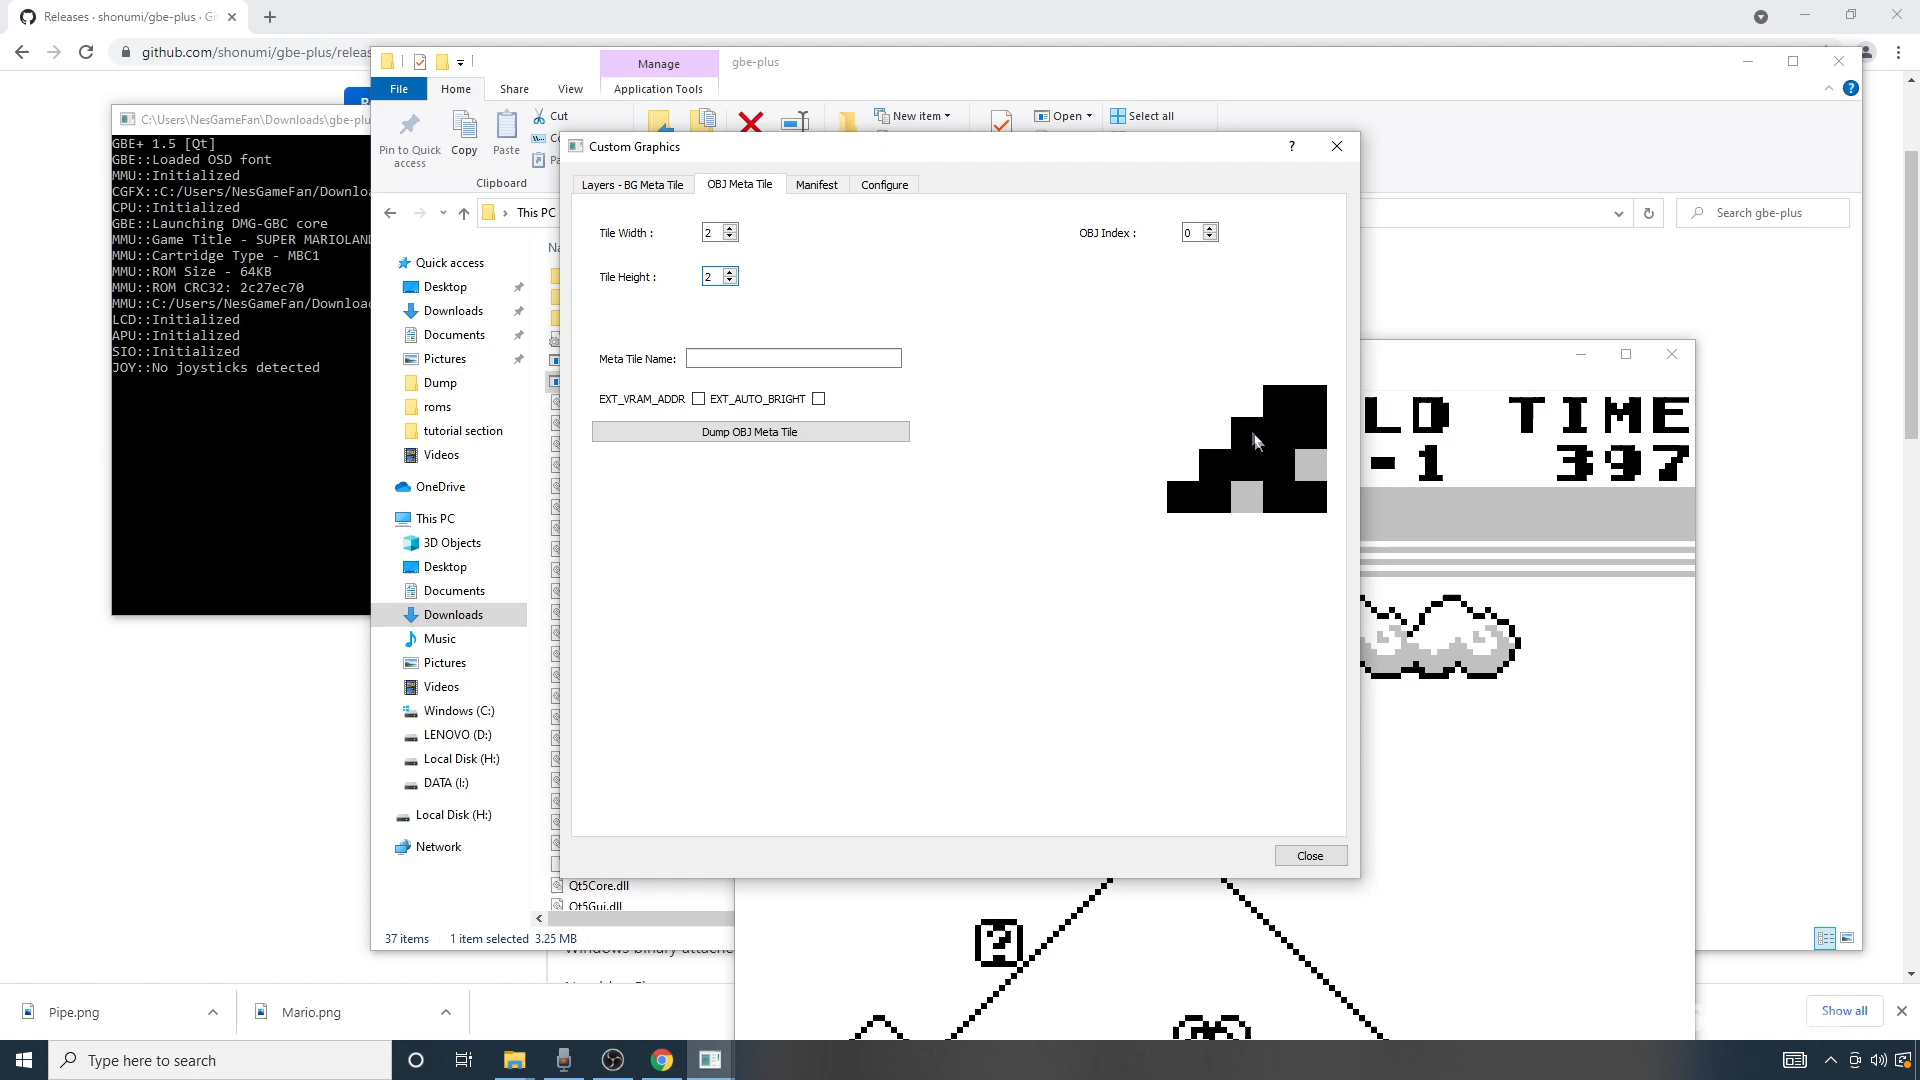 Releases · shonumi/gbe-plus · Gi
github.com/shonumi/gbe-plus/releas
Manage
gbe-plus
File
Home
Share
View
Application Tools
C:\Users\NesGameFan\Downloads\gbe-plu
Pin to Quick
access
Copy
Paste
Cut
New item
Open
Select all
Clipboard
This PC
Search gbe-plus
GBE+ 1.5 [Qt]
GBE::Loaded OSD font
MMU::Initialized
CGFX::C:/Users/NesGameFan/Downlo
CPU::Initialized
GBE::Launching DMG-GBC core
MMU::Game Title - SUPER MARIOLAND
MMU::Cartridge Type - MBC1
MMU::ROM Size - 64KB
MMU::ROM CRC32: 2c27ec70
MMU::C:/Users/NesGameFan/Downloa
LCD::Initialized
APU::Initialized
SIO::Initialized
JOY::No joysticks detected
Quick access
Desktop
Downloads
Documents
Pictures
Dump
roms
tutorial section
Videos
OneDrive
This PC
3D Objects
Desktop
Documents
Downloads
Music
Pictures
Videos
Windows (C:)
LENOVO (D:)
Local Disk (H:)
DATA (I:)
Local Disk (H:)
Network
Custom Graphics
Layers - BG Meta Tile
OBJ Meta Tile
Manifest
Configure
Tile Width :
2
OBJ Index :
0
Tile Height :
2
Meta Tile Name:
EXT_VRAM_ADDR
EXT_AUTO_BRIGHT
Dump OBJ Meta Tile
Close
LD TIME
-1 397
?
Qt5Core.dll
Qt5Gui.dll
37 items
1 item selected 3.25 MB
Pipe.png
Mario.png
Show all
Type here to search